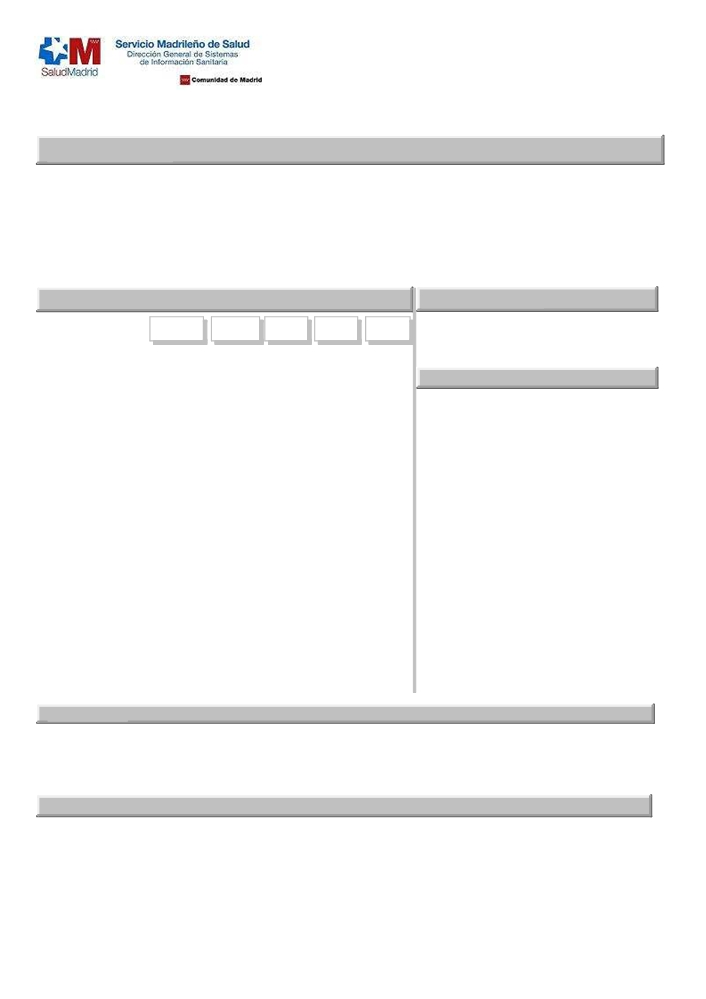 SaludMadrid
Servicio Madrileño de Salud
Dirección General de Sistemas
de Información Sanitaria
Comunidad de Madrid